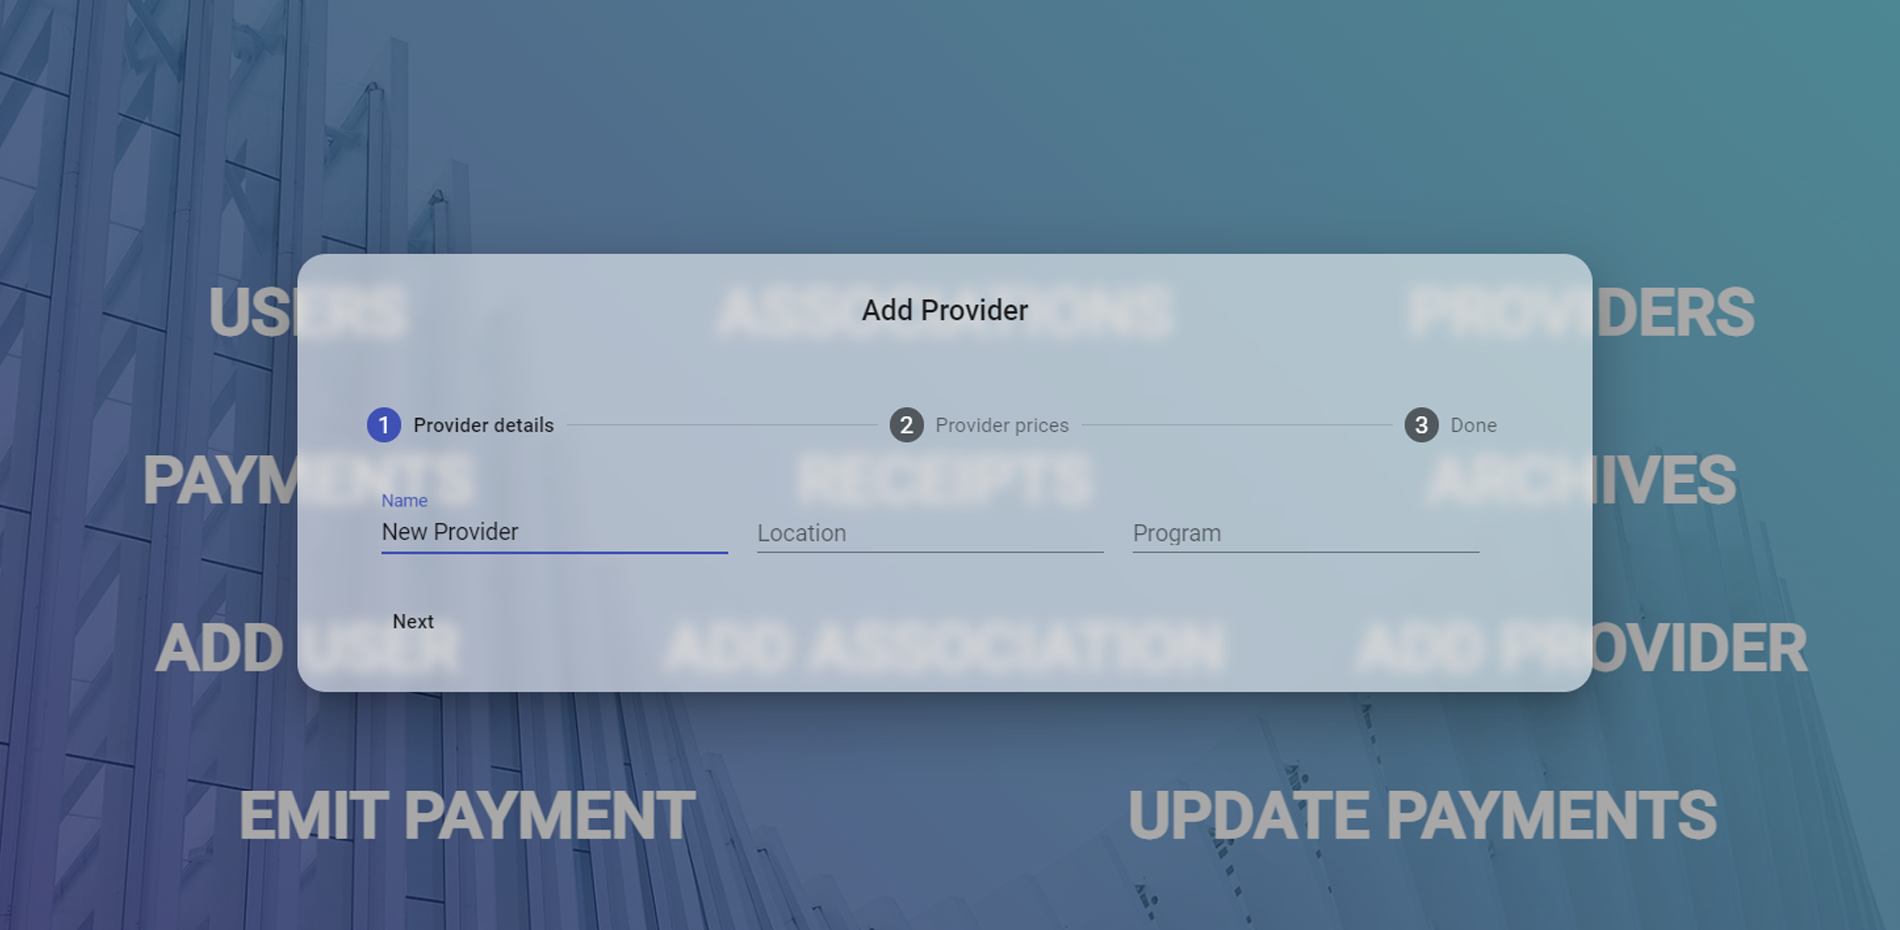 USERS ASSOCIATIONS PROVIDERS
Add Provider
1 Provider details 2 Provider prices 3 Done
PAYMENTS RECEIPTS ARCHIVES
Name
New Provider Location Program
Next
ADD USER ADD ASSOCIATION ADD PROVIDER
EMIT PAYMENT UPDATE PAYMENTS